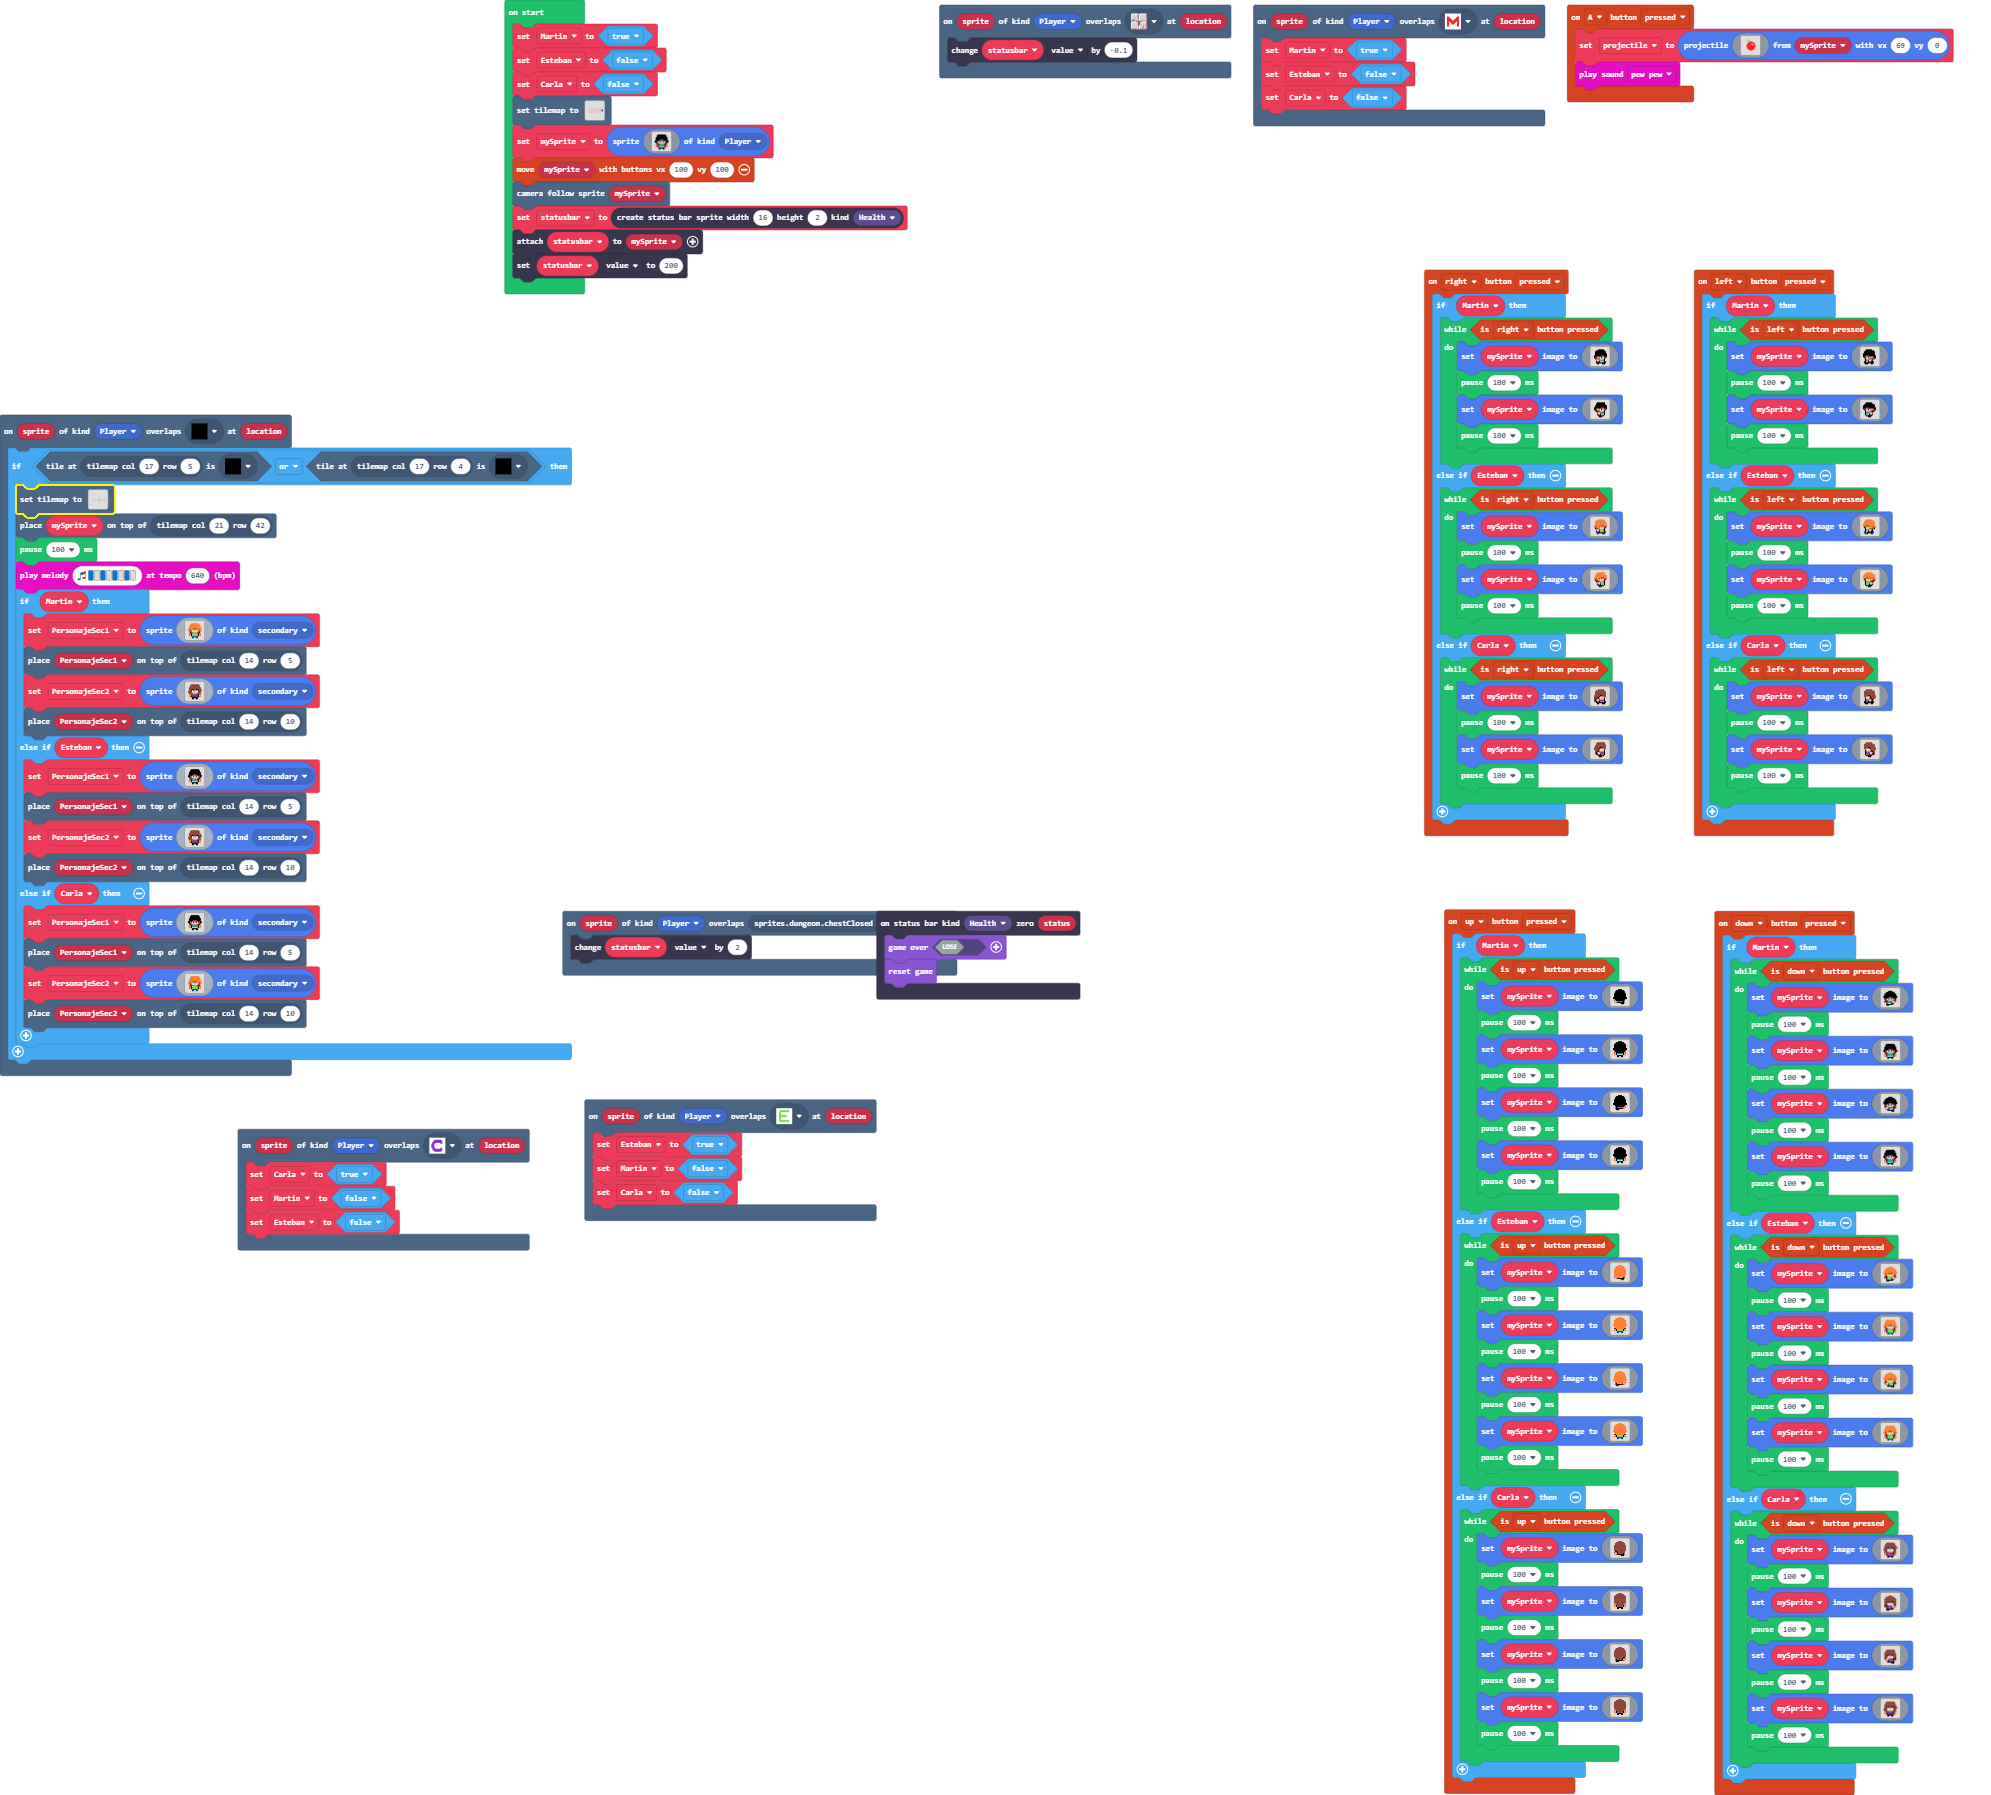 on start
set Martin to true
set Esteban to false
set Carla to false
set tilemap to
set mySprite to sprite of kind Player
move mySprite with buttons vx 100 vy 100
camera follow sprite mySprite
set statusbar to create status bar sprite width 16 height 2 kind Health
attach statusbar to mySprite
set statusbar value to 200
on sprite of kind Player overlaps at location
change statusbar value by -0.1
on sprite of kind Player overlaps M at location
set Martin to true
set Esteban to false
set Carla to false
on A button pressed
set projectile to projectile from mySprite with vx 69 vy 0
play sound pew pew
on right button pressed
if Martin then
while is right button pressed
do set mySprite image to
pause 100 ms
set mySprite image to
pause 100 ms
else if Esteban then
while is right button pressed
do set mySprite image to
pause 100 ms
set mySprite image to
pause 100 ms
else if Carla then
while is right button pressed
do set mySprite image to
pause 100 ms
set mySprite image to
pause 100 ms
on left button pressed
if Martin then
while is left button pressed
do set mySprite image to
pause 100 ms
set mySprite image to
pause 100 ms
else if Esteban then
while is left button pressed
do set mySprite image to
pause 100 ms
set mySprite image to
pause 100 ms
else if Carla then
while is left button pressed
do set mySprite image to
pause 100 ms
set mySprite image to
pause 100 ms
on sprite of kind Player overlaps at location
if tile at tilemap col 17 row 5 is or tile at tilemap col 17 row 4 is then
set tilemap to
place mySprite on top of tilemap col 21 row 42
pause 100 ms
play melody at tempo 640 (bpm)
if Martin then
set PersonajeSec1 to sprite of kind secondary
place PersonajeSec1 on top of tilemap col 14 row 5
set PersonajeSec2 to sprite of kind secondary
place PersonajeSec2 on top of tilemap col 14 row 10
else if Esteban then
set PersonajeSec1 to sprite of kind secondary
place PersonajeSec1 on top of tilemap col 14 row 5
set PersonajeSec2 to sprite of kind secondary
place PersonajeSec2 on top of tilemap col 14 row 10
else if Carla then
set PersonajeSec1 to sprite of kind secondary
place PersonajeSec1 on top of tilemap col 14 row 5
set PersonajeSec2 to sprite of kind secondary
place PersonajeSec2 on top of tilemap col 14 row 10
on sprite of kind Player overlaps sprites.dungeon.chestClosed
change statusbar value by 2
on status bar kind Health zero status
game over LOSE
reset game
on sprite of kind Player overlaps C at location
set Carla to true
set Martin to false
set Esteban to false
on sprite of kind Player overlaps E at location
set Esteban to true
set Martin to false
set Carla to false
on up button pressed
if Martin then
while is up button pressed
do set mySprite image to
pause 100 ms
set mySprite image to
pause 100 ms
set mySprite image to
pause 100 ms
set mySprite image to
pause 100 ms
else if Esteban then
while is up button pressed
do set mySprite image to
pause 100 ms
set mySprite image to
pause 100 ms
set mySprite image to
pause 100 ms
set mySprite image to
pause 100 ms
else if Carla then
while is up button pressed
do set mySprite image to
pause 100 ms
set mySprite image to
pause 100 ms
set mySprite image to
pause 100 ms
set mySprite image to
pause 100 ms
on down button pressed
if Martin then
while is down button pressed
do set mySprite image to
pause 100 ms
set mySprite image to
pause 100 ms
set mySprite image to
pause 100 ms
set mySprite image to
pause 100 ms
else if Esteban then
while is down button pressed
do set mySprite image to
pause 100 ms
set mySprite image to
pause 100 ms
set mySprite image to
pause 100 ms
set mySprite image to
pause 100 ms
else if Carla then
while is down button pressed
do set mySprite image to
pause 100 ms
set mySprite image to
pause 100 ms
set mySprite image to
pause 100 ms
set mySprite image to
pause 100 ms